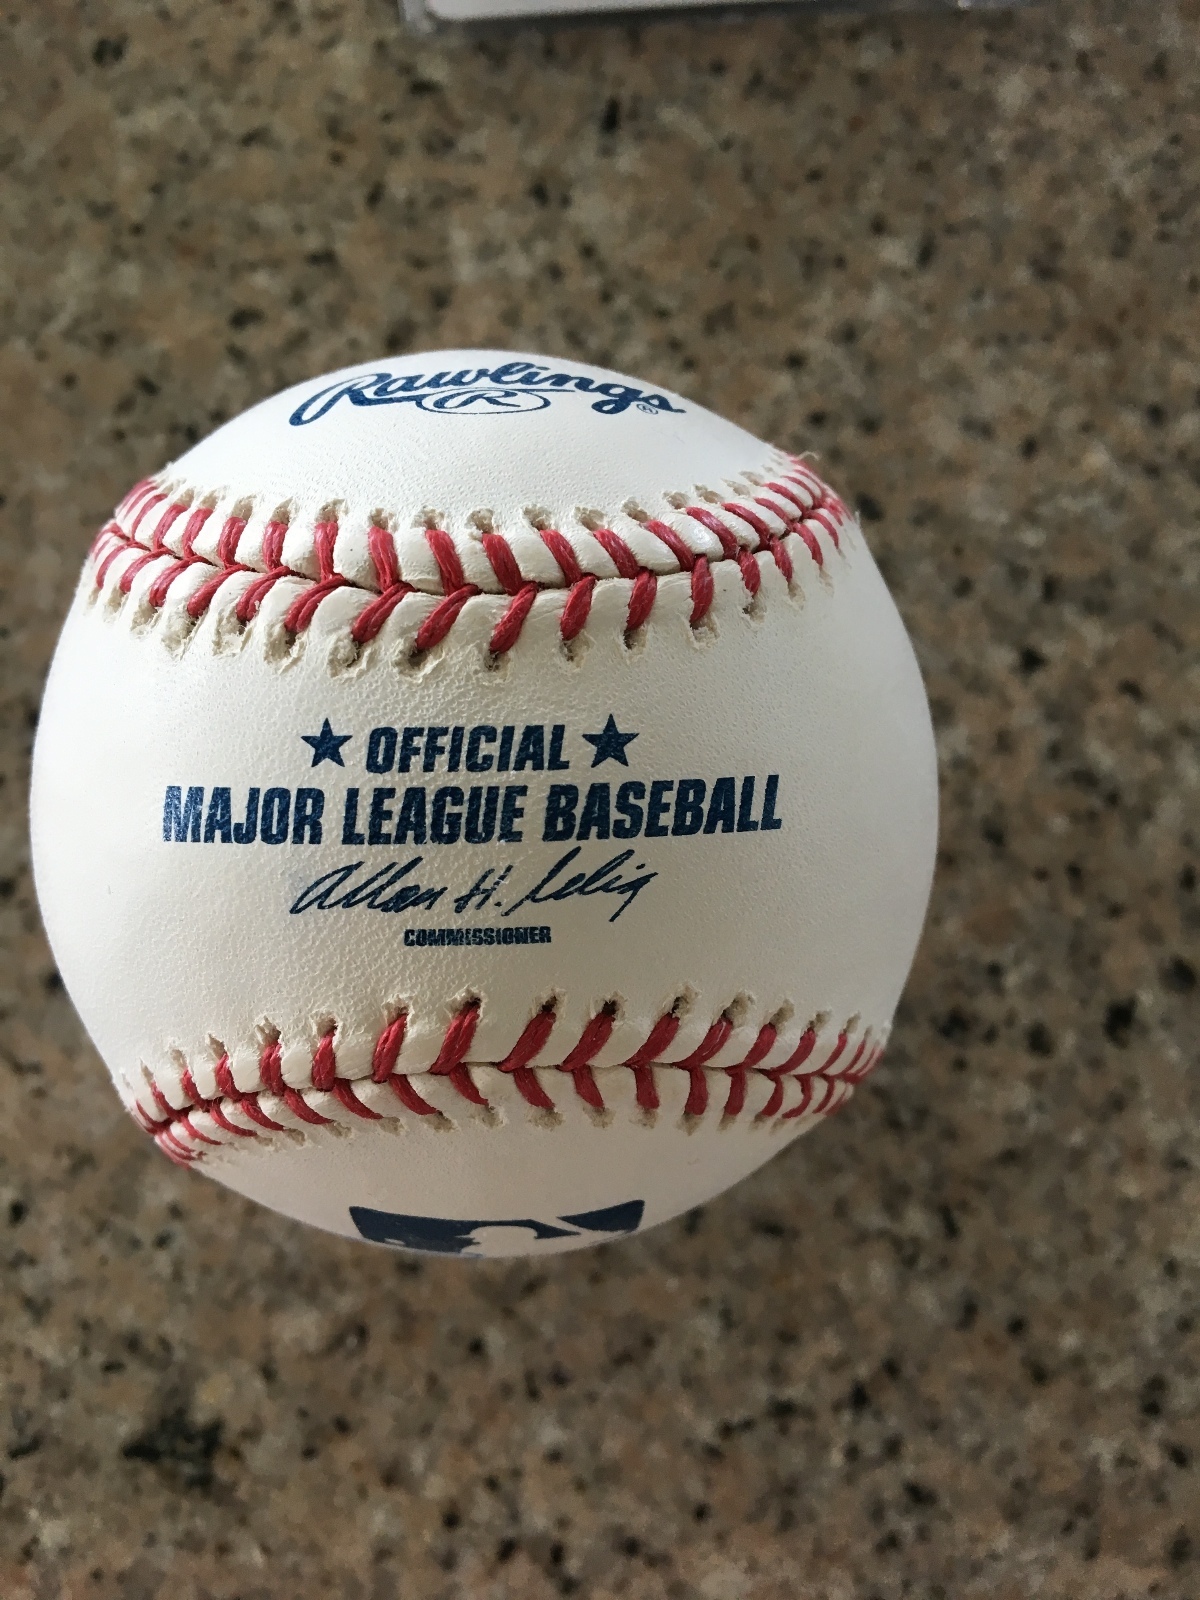 Rawlings ®
R
★ OFFICIAL ★
MAJOR LEAGUE BASEBALL
Allan H. Selig
COMMISSIONER